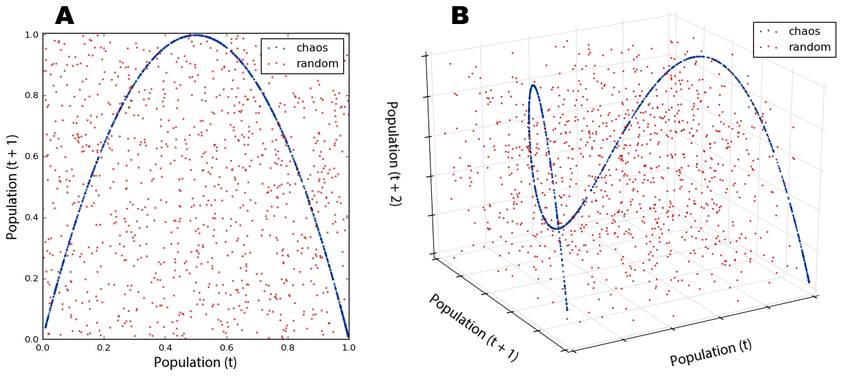 A
chaos
random
1.0
0.8
0.6
0.4
0.2
0.0
0.0
0.2
0.4
0.6
0.8
1.0
Population (t + 1)
Population (t)
B
chaos
random
Population (t + 2)
Population (t + 1)
Population (t)